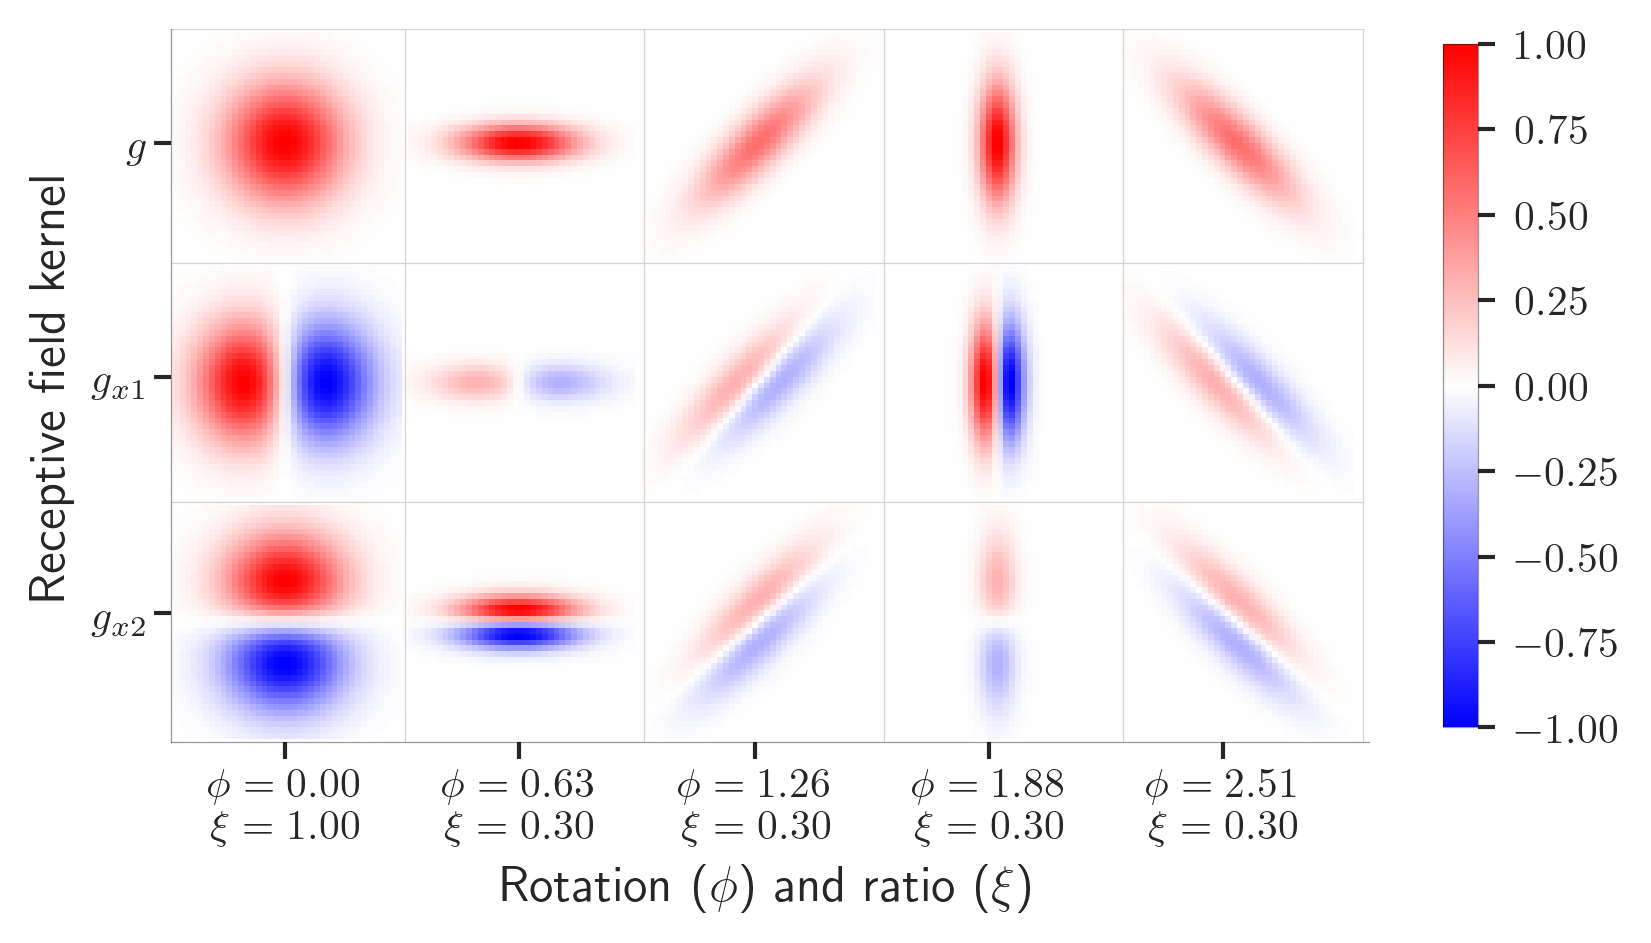 Receptive field kernel
g
g_{x1}
g_{x2}
ϕ = 0.00
ξ = 1.00
ϕ = 0.63
ξ = 0.30
ϕ = 1.26
ξ = 0.30
ϕ = 1.88
ξ = 0.30
ϕ = 2.51
ξ = 0.30
Rotation (ϕ) and ratio (ξ)
1.00
0.75
0.50
0.25
0.00
−0.25
−0.50
−0.75
−1.00